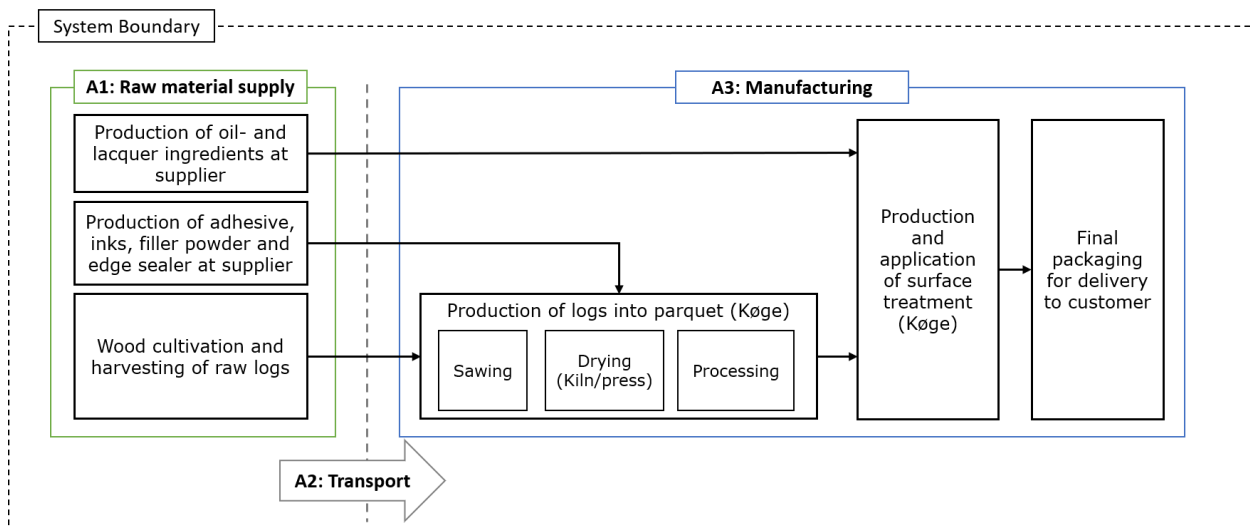 System Boundary
A1: Raw material supply
Production of oil- and
lacquer ingredients at
supplier
Production of adhesive,
inks, filler powder and
edge sealer at supplier
Wood cultivation and
harvesting of raw logs
A2: Transport
A3: Manufacturing
Production of logs into parquet (Køge)
Sawing
Drying
(Kiln/press)
Processing
Production
and
application
of surface
treatment
(Køge)
Final
packaging
for delivery
to customer